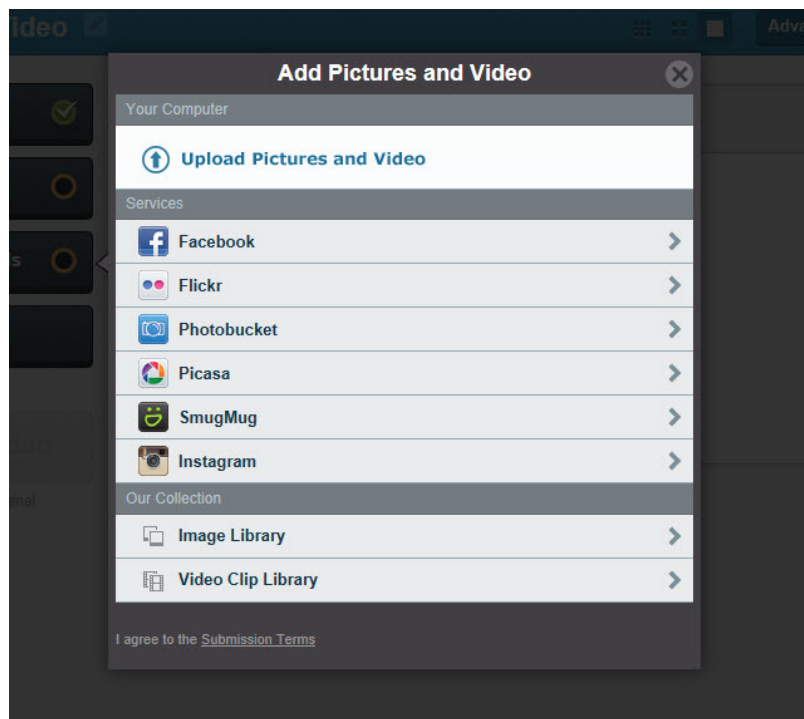 ideo
Adva
Add Pictures and Video
Your Computer
Upload Pictures and Video
Services
Facebook
Flickr
Photobucket
Picasa
SmugMug
Instagram
Our Collection
Image Library
Video Clip Library
I agree to the Submission Terms